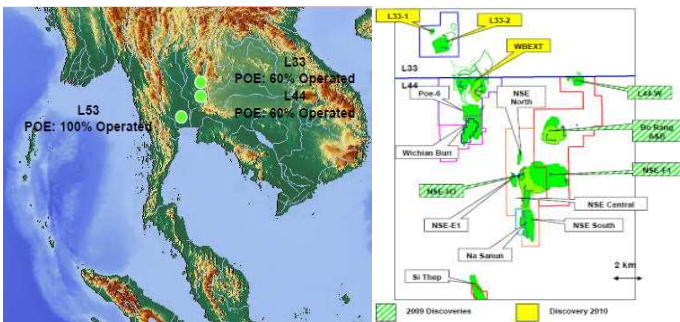 L33
POE: 60% Operated
L44
POE: 60% Operated
L53
POE: 100% Operated
L33-1
L33-2
WBEXT
L33
L44
Poe-6
NSE
North
L44-W
Wichian Buri
Bo Rang
A&B
NSE-H3
NSE-F1
NSE Central
NSE-E1
NSE South
Na Sanun
Si Thep
2 km
2009 Discoveries
Discovery 2010